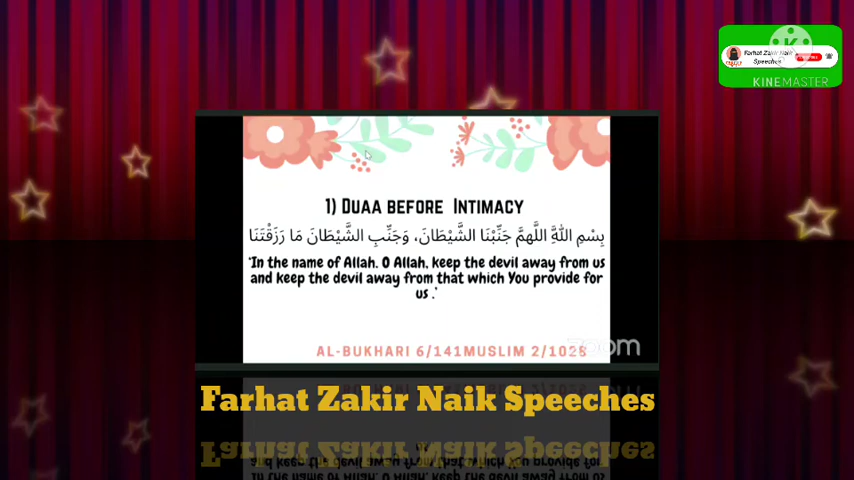 Farhat Zakir Naik
Speeches
KINEMASTER
1) DUAA BEFORE INTIMACY
بِسْمِ اللَّهِ اللَّهمَّ جَنِّبْنَا الشَّيْطَانَ، وَجَنِّبِ الشَّيْطَانَ مَا رَزَقْتَنَا
'In the name of Allah. O Allah, keep the devil away from us
and keep the devil away from that which You provide for
us .'
AL-BUKHARI 6/141MUSLIM 2/1028
zoom
Farhat Zakir Naik Speeches